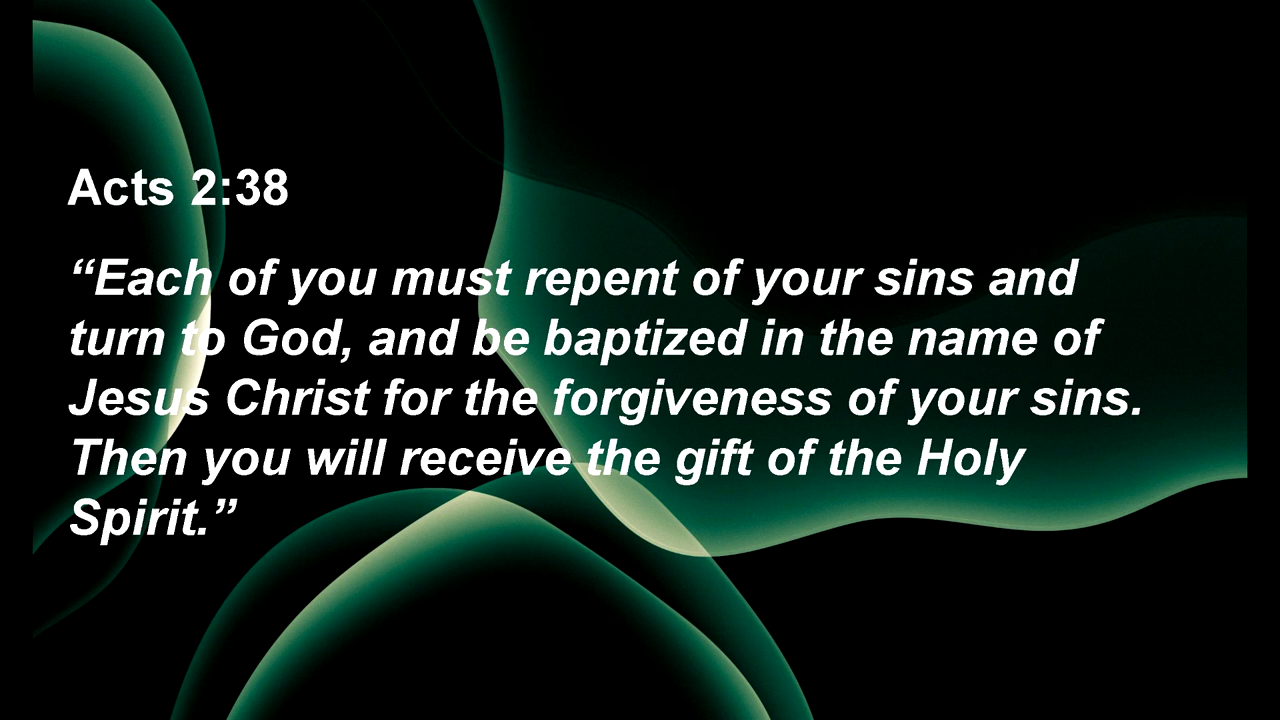 Acts 2:38
“Each of you must repent of your sins and
turn to God, and be baptized in the name of
Jesus Christ for the forgiveness of your sins.
Then you will receive the gift of the Holy
Spirit.”